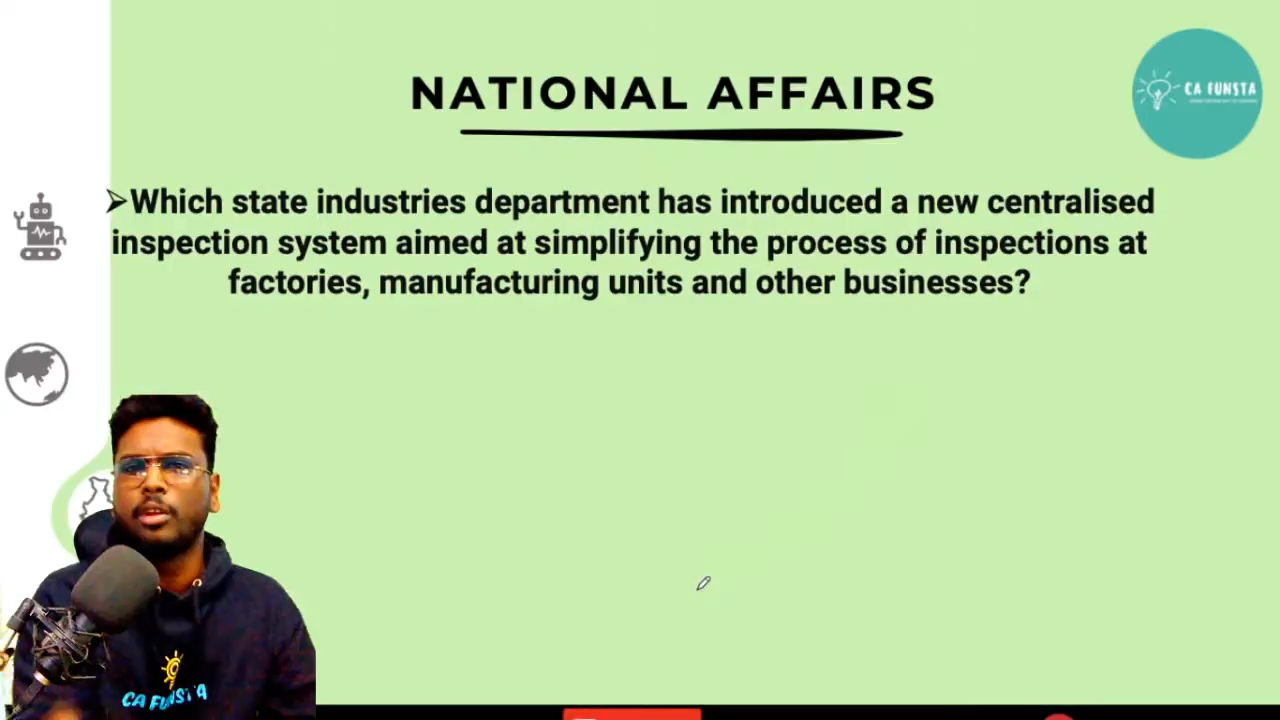 NATIONAL AFFAIRS
CA FUNSTA
➢Which state industries department has introduced a new centralised
inspection system aimed at simplifying the process of inspections at
factories, manufacturing units and other businesses?
CA FUNSTA